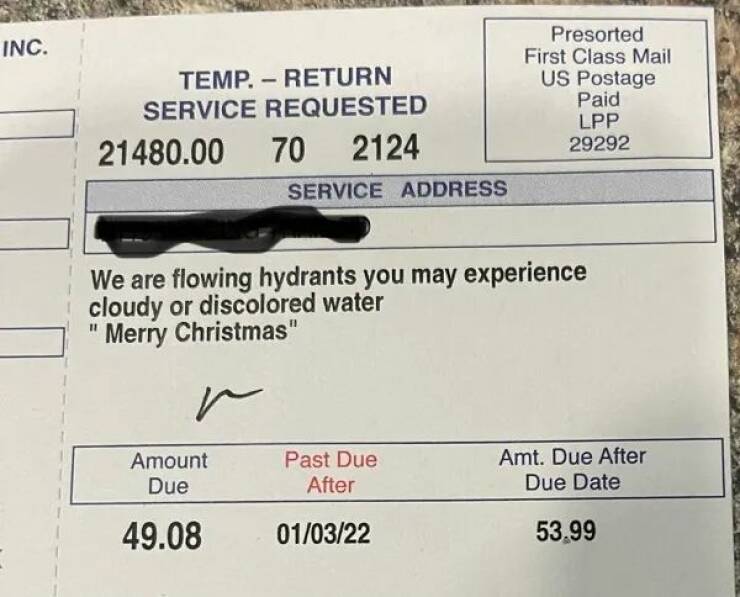 INC.
Presorted
First Class Mail
US Postage
Paid
LPP
29292
TEMP. – RETURN
SERVICE REQUESTED
21480.00 70 2124
SERVICE ADDRESS
We are flowing hydrants you may experience
cloudy or discolored water
" Merry Christmas"
Amount Due
Past Due After
Amt. Due After Due Date
49.08 01/03/22 53.99